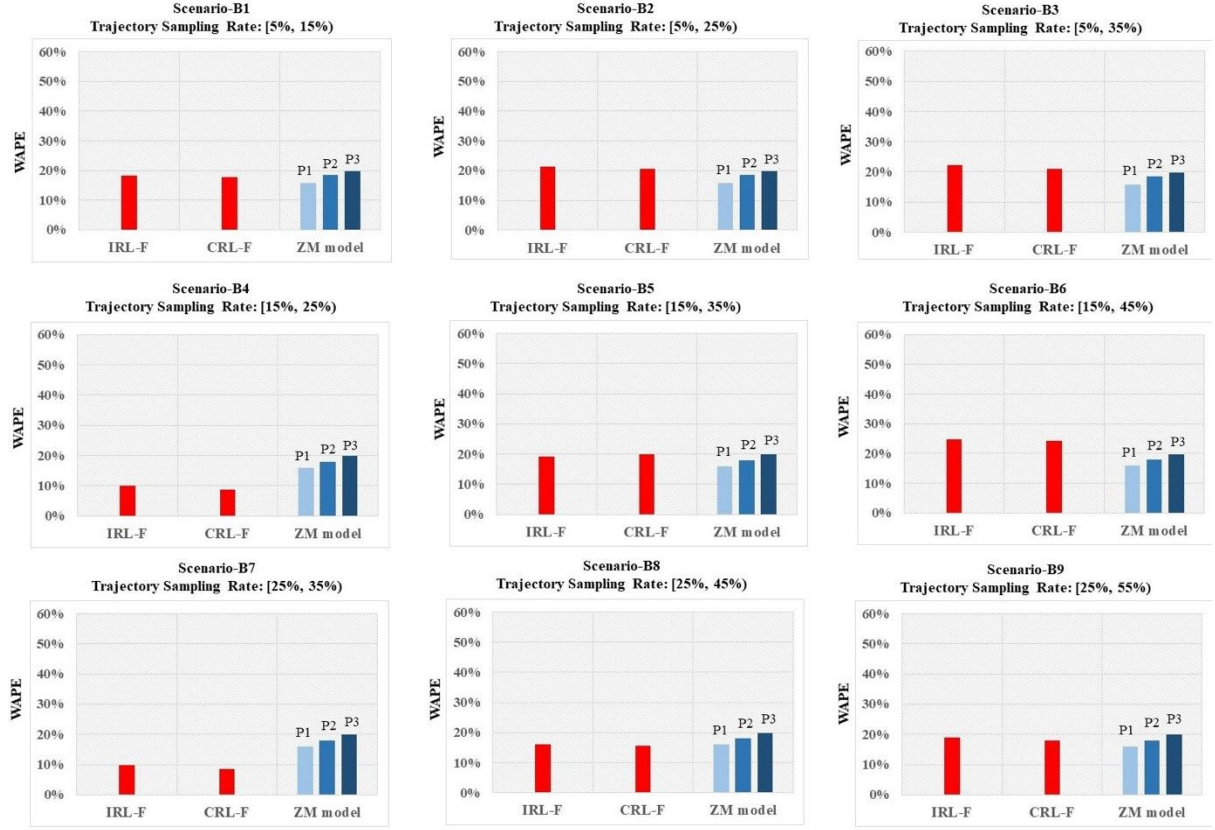 Scenario-B1
Trajectory Sampling Rate: [5%, 15%)
60%
50%
40%
30%
20%
10%
0%
WAPE
P1 P2 P3
IRL-F CRL-F ZM model
Scenario-B2
Trajectory Sampling Rate: [5%, 25%)
60%
50%
40%
30%
20%
10%
0%
WAPE
P1 P2 P3
IRL-F CRL-F ZM model
Scenario-B3
Trajectory Sampling Rate: [5%, 35%)
60%
50%
40%
30%
20%
10%
0%
WAPE
P1 P2 P3
IRL-F CRL-F ZM model
Scenario-B4
Trajectory Sampling Rate: [15%, 25%)
60%
50%
40%
30%
20%
10%
0%
WAPE
P1 P2 P3
IRL-F CRL-F ZM model
Scenario-B5
Trajectory Sampling Rate: [15%, 35%)
60%
50%
40%
30%
20%
10%
0%
WAPE
P1 P2 P3
IRL-F CRL-F ZM model
Scenario-B6
Trajectory Sampling Rate: [15%, 45%)
60%
50%
40%
30%
20%
10%
0%
WAPE
P1 P2 P3
IRL-F CRL-F ZM model
Scenario-B7
Trajectory Sampling Rate: [25%, 35%)
60%
50%
40%
30%
20%
10%
0%
WAPE
P1 P2 P3
IRL-F CRL-F ZM model
Scenario-B8
Trajectory Sampling Rate: [25%, 45%)
60%
50%
40%
30%
20%
10%
0%
WAPE
P1 P2 P3
IRL-F CRL-F ZM model
Scenario-B9
Trajectory Sampling Rate: [25%, 55%)
60%
50%
40%
30%
20%
10%
0%
WAPE
P1 P2 P3
IRL-F CRL-F ZM model